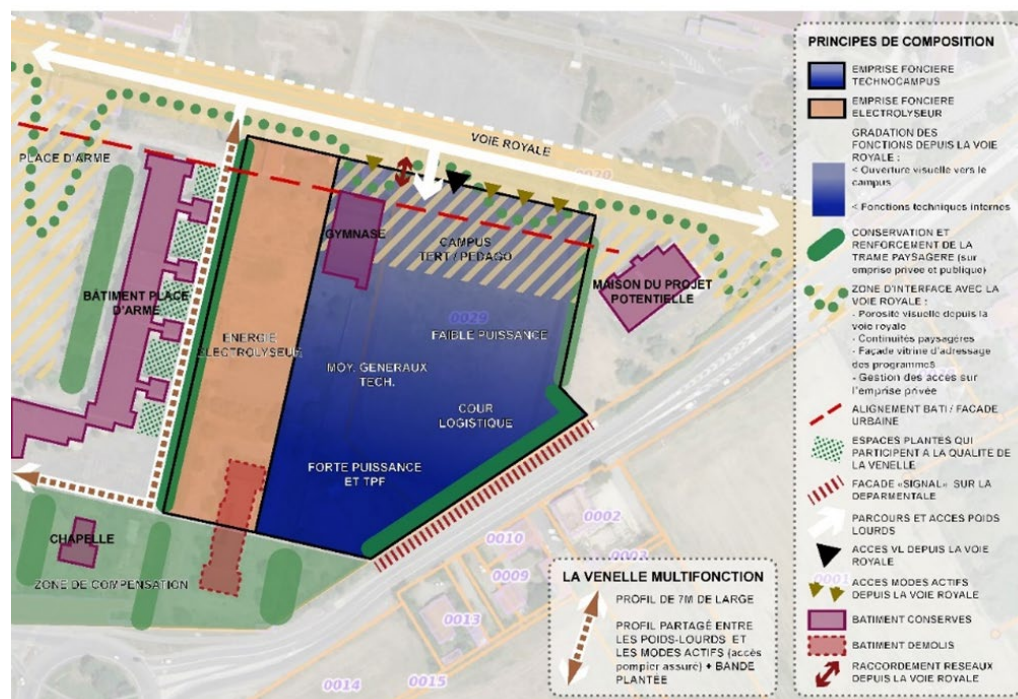 VOIE ROYALE
0020
PLACE D'ARME
GYMNASE
CAMPUS
TERT / PEDAGO
MAISON DU PROJET
POTENTIELLE
BÂTIMENT PLACE
D'ARME
0029
FAIBLE PUISSANCE
ENERGIE
ELECTROLYSEUR
MOY. GENERAUX
TECH.
COUR
LOGISTIQUE
FORTE PUISSANCE
ET TPF
CHAPELLE
ZONE DE COMPENSATION
0002
0010
0009
0013
0015
0014
0001
PRINCIPES DE COMPOSITION
EMPRISE FONCIERE
TECHNOCAMPUS
EMPRISE FONCIERE
ELECTROLYSEUR
GRADATION DES
FONCTIONS DEPUIS LA VOIE
ROYALE :
< Ouverture visuelle vers le
campus
< Fonctions techniques internes
CONSERVATION ET
RENFORCEMENT DE LA
TRAME PAYSAGERE (sur
emprise privée et publique)
ZONE D'INTERFACE AVEC LA
VOIE ROYALE :
- Porosité visuelle depuis la
voie royale
- Continuités paysagères
- Façade vitrine d'adressage
des programmes
- Gestion des accès sur
l'emprise privée
ALIGNEMENT BATI / FACADE
URBAINE
ESPACES PLANTES QUI
PARTICIPENT A LA QUALITE DE
LA VENELLE
FACADE «SIGNAL« SUR LA
DEPARMENTALE
PARCOURS ET ACCES POIDS
LOURDS
ACCES VL DEPUIS LA VOIE
ROYALE
ACCES MODES ACTIFS
DEPUIS LA VOIE ROYALE
BATIMENT CONSERVES
BATIMENT DEMOLIS
RACCORDEMENT RESEAUX
DEPUIS LA VOIE ROYALE
LA VENELLE MULTIFONCTION
PROFIL DE 7M DE LARGE
PROFIL PARTAGÉ ENTRE
LES POIDS-LOURDS ET
LES MODES ACTIFS (accès
pompier assuré) + BANDE
PLANTÉE